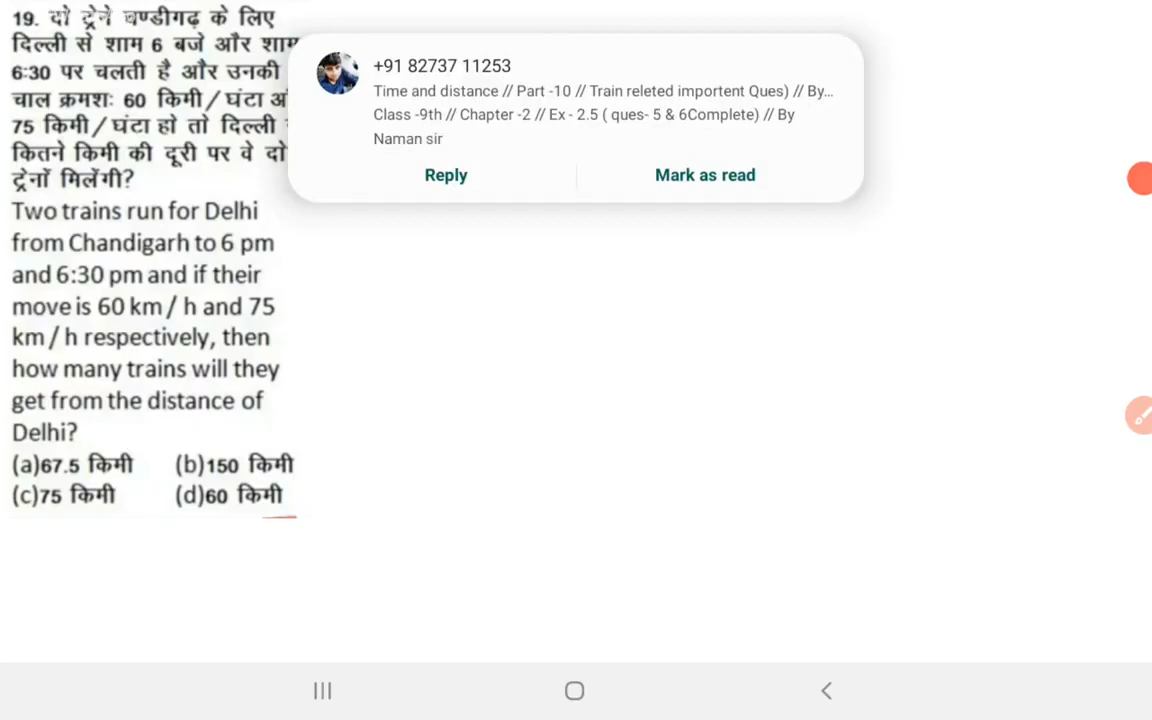 19. दो ट्रेने चण्डीगढ़ के लिए
दिल्ली से शाम 6 बजे और शाम
6:30 पर चलती है और उनकी
चाल क्रमशः 60 किमी/घंटा
75 किमी/घंटा हो तो दिल्ली
कितने किमी की दूरी पर वे दो
ट्रेनों मिलेंगी?
Two trains run for Delhi
from Chandigarh to 6 pm
and 6:30 pm and if their
move is 60 km / h and 75
km / h respectively, then
how many trains will they
get from the distance of
Delhi?
(a)67.5 किमी (b)150 किमी
(c)75 किमी (d)60 किमी
+91 82737 11253
Time and distance // Part -10 // Train releted importent Ques) // By...
Class -9th // Chapter -2 // Ex - 2.5 ( ques- 5 & 6Complete) // By
Naman sir
Reply Mark as read